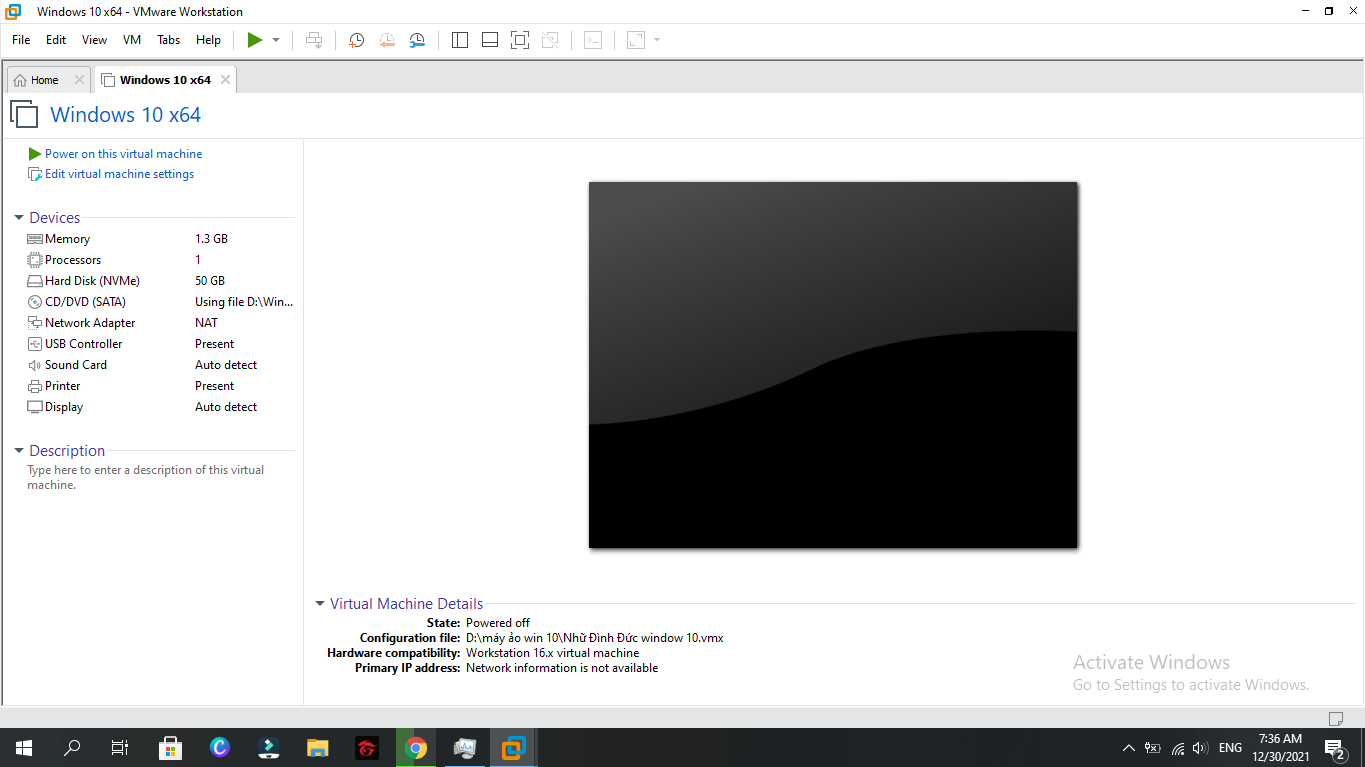 Windows 10 x64 - VMware Workstation
File Edit View VM Tabs Help
Home Windows 10 x64
Windows 10 x64
Power on this virtual machine
Edit virtual machine settings
Devices
Memory 1.3 GB
Processors 1
Hard Disk (NVMe) 50 GB
CD/DVD (SATA) Using file D:\Win...
Network Adapter NAT
USB Controller Present
Sound Card Auto detect
Printer Present
Display Auto detect
Description
Type here to enter a description of this virtual
machine.
Virtual Machine Details
State: Powered off
Configuration file: D:\máy ảo win 10\Nhữ Đình Đức window 10.vmx
Hardware compatibility: Workstation 16.x virtual machine
Primary IP address: Network information is not available
Activate Windows
Go to Settings to activate Windows.
ENG
7:36 AM
12/30/2021
2